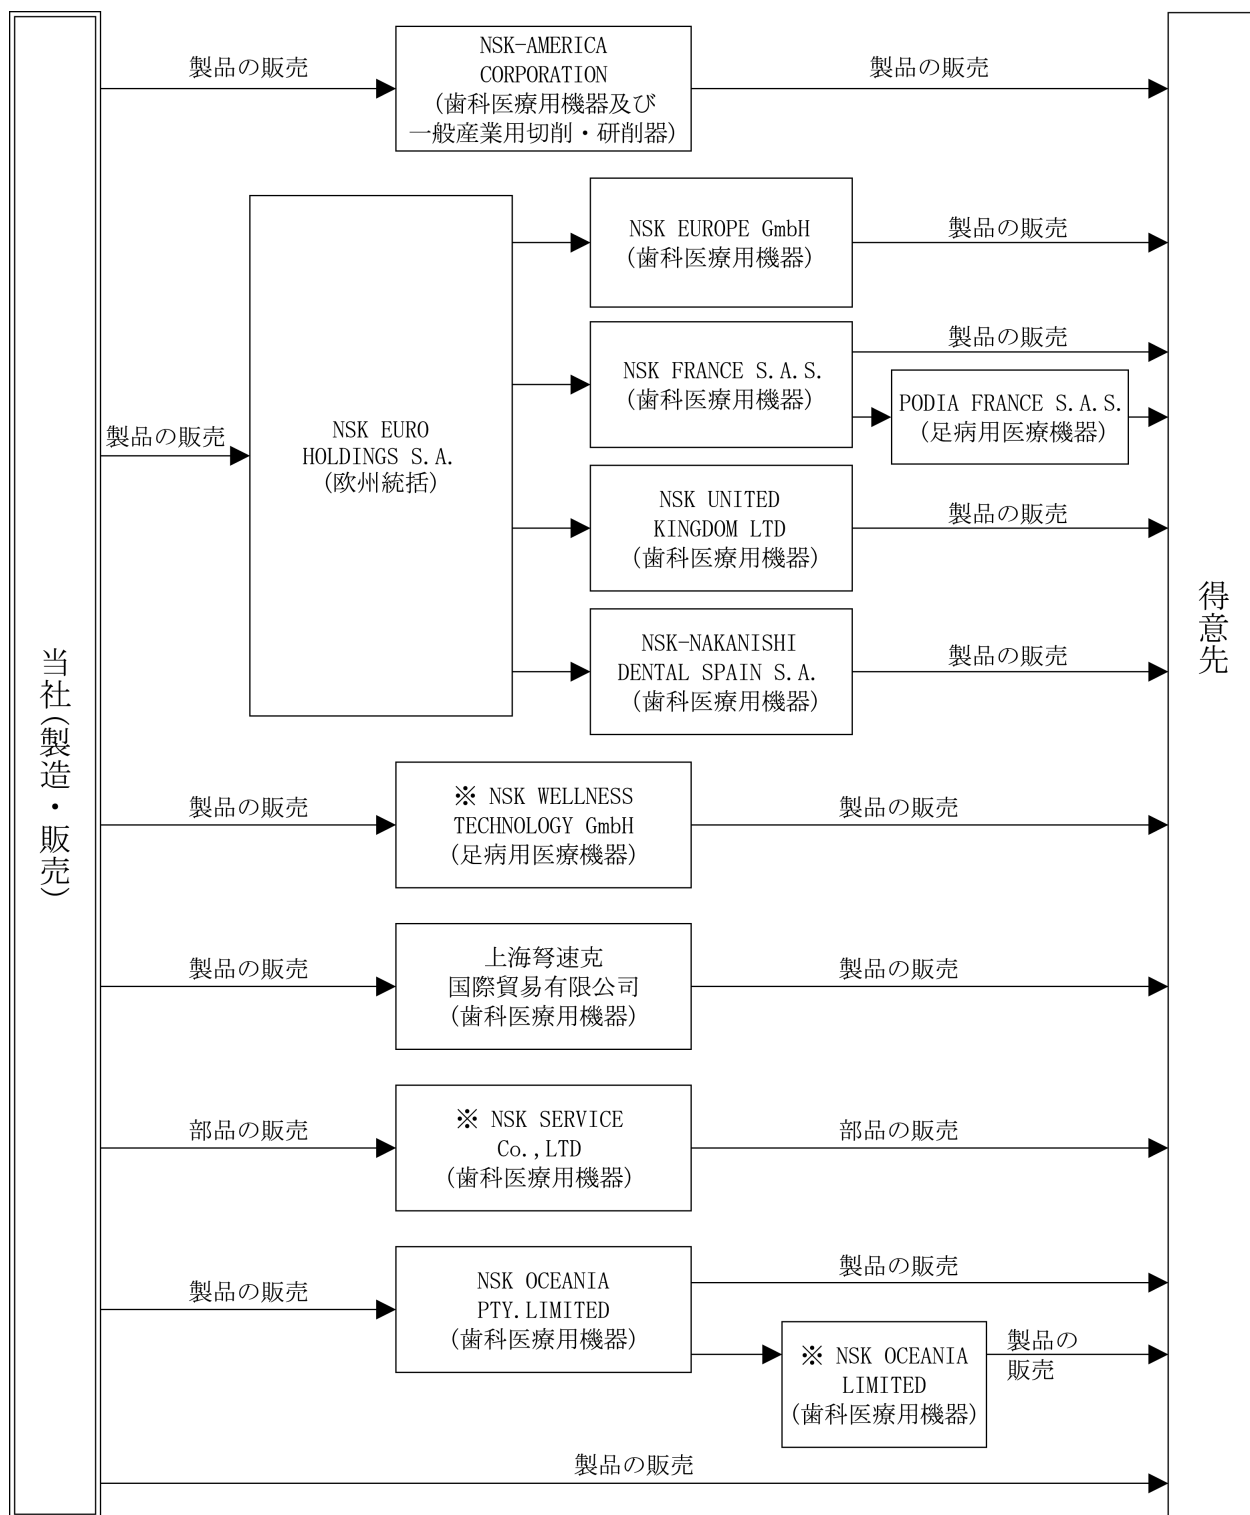 当社(製造・販売)
製品の販売
NSK-AMERICA
CORPORATION
(歯科医療用機器及び
一般産業用切削・研削器)
製品の販売
製品の販売
NSK EURO
HOLDINGS S.A.
(欧州統括)
NSK EUROPE GmbH
(歯科医療用機器)
製品の販売
NSK FRANCE S.A.S.
(歯科医療用機器)
製品の販売
PODIA FRANCE S.A.S.
(足病用医療機器)
NSK UNITED
KINGDOM LTD
(歯科医療用機器)
製品の販売
NSK-NAKANISHI
DENTAL SPAIN S.A.
(歯科医療用機器)
製品の販売
製品の販売
※ NSK WELLNESS
TECHNOLOGY GmbH
(足病用医療機器)
製品の販売
製品の販売
上海弩速克
国際貿易有限公司
(歯科医療用機器)
製品の販売
部品の販売
※ NSK SERVICE
Co.,LTD
(歯科医療用機器)
部品の販売
製品の販売
NSK OCEANIA
PTY.LIMITED
(歯科医療用機器)
製品の販売
※ NSK OCEANIA
LIMITED
(歯科医療用機器)
製品の
販売
製品の販売
得意先